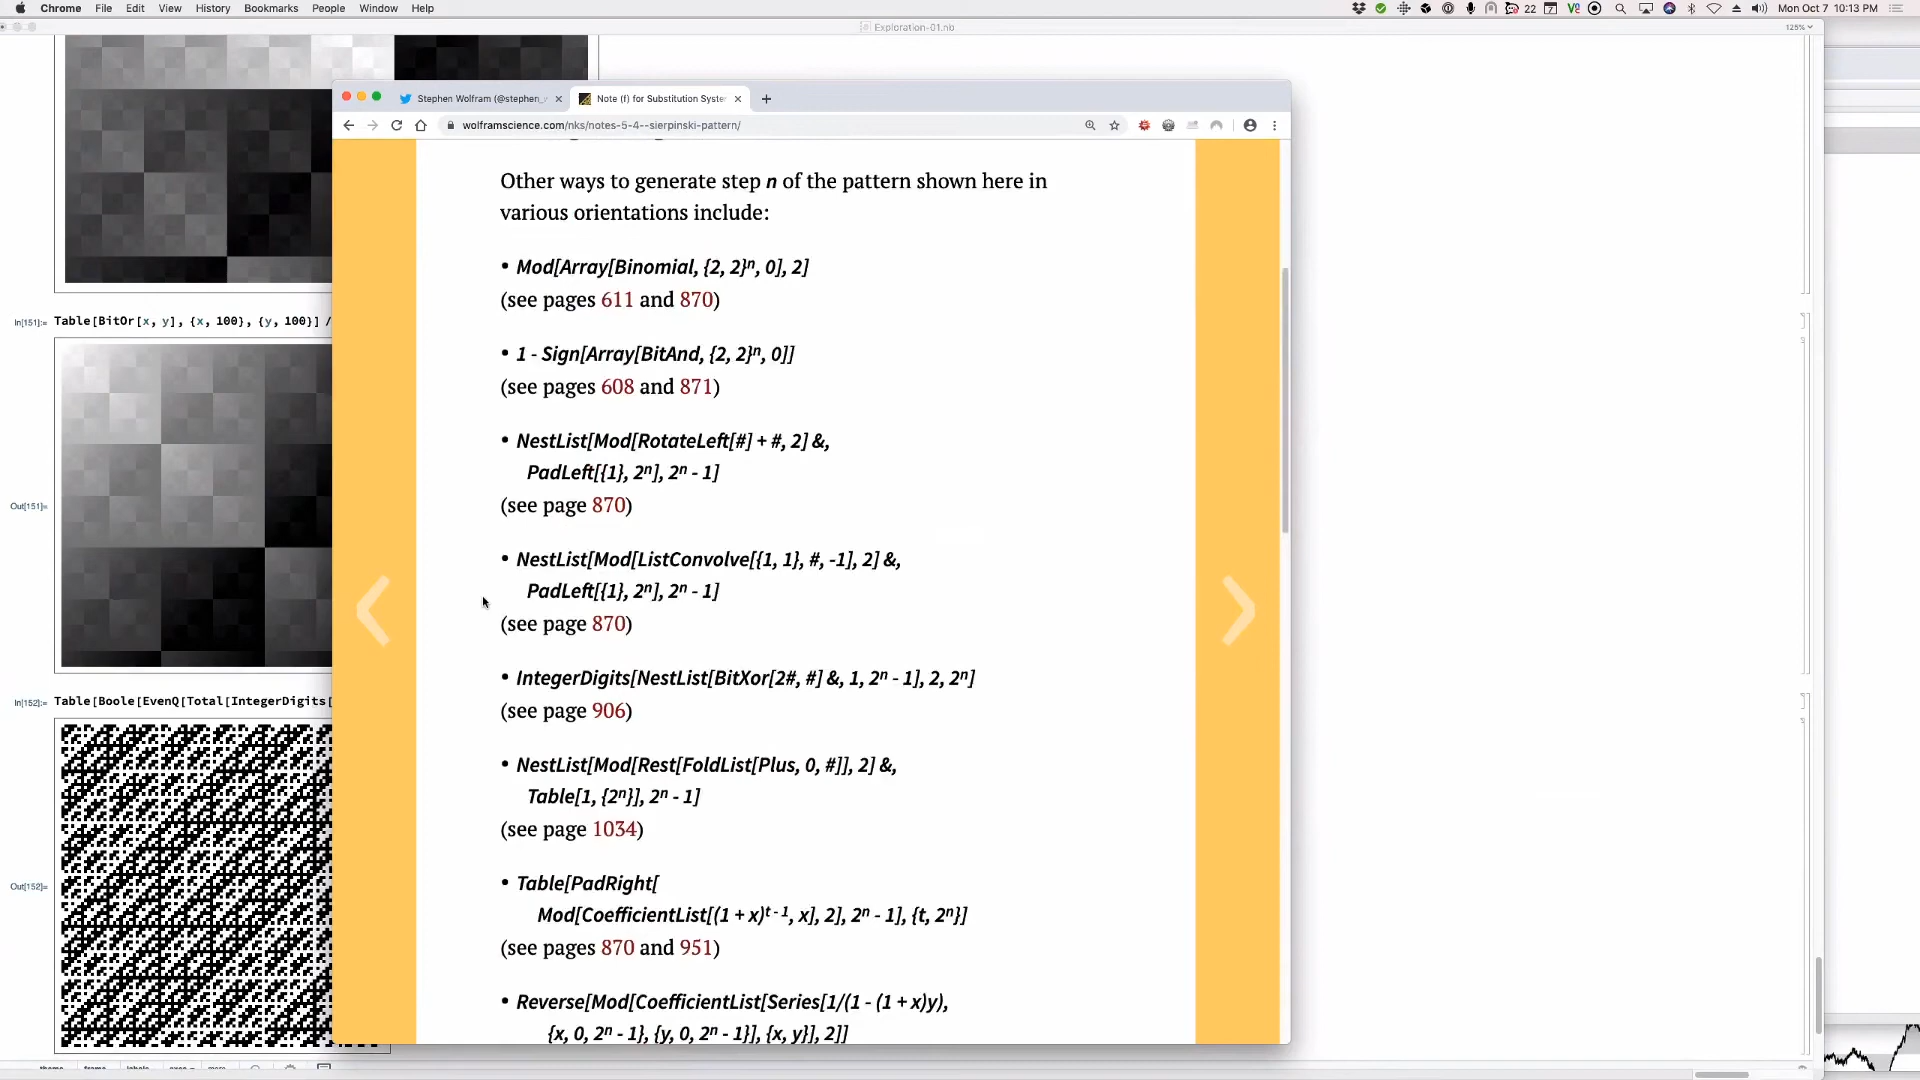 Chrome File Edit View History Bookmarks People Window Help
22
Mon Oct 7 10:13 PM
Exploration-01.nb
125%
Stephen Wolfram (@stephen_
Note (f) for Substitution Syster
wolframscience.com/nks/notes-5-4--sierpinski-pattern/
Other ways to generate step n of the pattern shown here in
various orientations include:
• Mod[Array[Binomial, {2, 2}ⁿ, 0], 2]
(see pages 611 and 870)
• 1 - Sign[Array[BitAnd, {2, 2}ⁿ, 0]]
(see pages 608 and 871)
• NestList[Mod[RotateLeft[#] + #, 2] &,
PadLeft[{1}, 2ⁿ], 2ⁿ - 1]
(see page 870)
• NestList[Mod[ListConvolve[{1, 1}, #, -1], 2] &,
PadLeft[{1}, 2ⁿ], 2ⁿ - 1]
(see page 870)
• IntegerDigits[NestList[BitXor[2#, #] &, 1, 2ⁿ - 1], 2, 2ⁿ]
(see page 906)
• NestList[Mod[Rest[FoldList[Plus, 0, #]], 2] &,
Table[1, {2ⁿ}], 2ⁿ - 1]
(see page 1034)
• Table[PadRight[
Mod[CoefficientList[(1 + x)ᵗ⁻¹, x], 2], 2ⁿ - 1], {t, 2ⁿ}]
(see pages 870 and 951)
• Reverse[Mod[CoefficientList[Series[1/(1 - (1 + x)y),
{x, 0, 2ⁿ - 1}, {y, 0, 2ⁿ - 1}], {x, y}], 2]]
In[151]:= Table[BitOr[x, y], {x, 100}, {y, 100}] /
Out[151]=
In[152]:= Table[Boole[EvenQ[Total[IntegerDigits[
Out[152]=